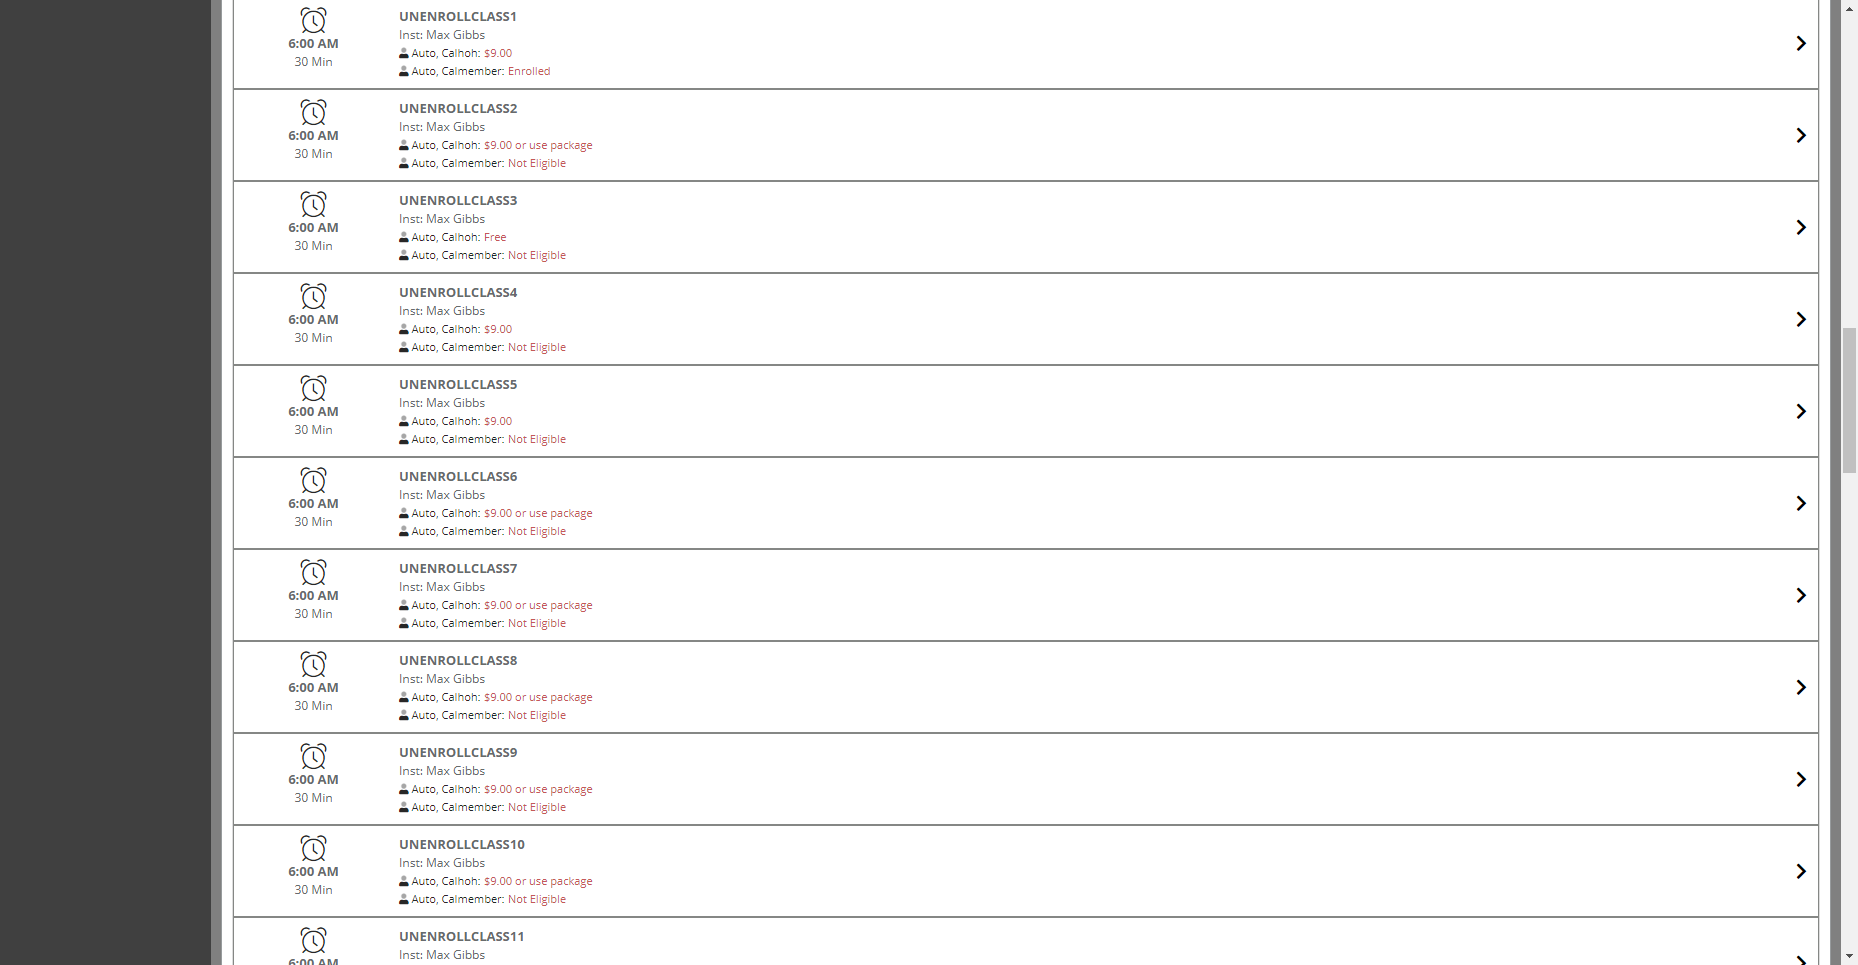 UNENROLLCLASS1
Inst: Max Gibbs
6:00 AM
Auto, Calhoh: $9.00
30 Min
Auto, Calmember: Enrolled
UNENROLLCLASS2
Inst: Max Gibbs
6:00 AM
Auto, Calhoh: $9.00 or use package
30 Min
Auto, Calmember: Not Eligible
UNENROLLCLASS3
Inst: Max Gibbs
6:00 AM
Auto, Calhoh: Free
30 Min
Auto, Calmember: Not Eligible
UNENROLLCLASS4
Inst: Max Gibbs
6:00 AM
Auto, Calhoh: $9.00
30 Min
Auto, Calmember: Not Eligible
UNENROLLCLASS5
Inst: Max Gibbs
6:00 AM
Auto, Calhoh: $9.00
30 Min
Auto, Calmember: Not Eligible
UNENROLLCLASS6
Inst: Max Gibbs
6:00 AM
Auto, Calhoh: $9.00 or use package
30 Min
Auto, Calmember: Not Eligible
UNENROLLCLASS7
Inst: Max Gibbs
6:00 AM
Auto, Calhoh: $9.00 or use package
30 Min
Auto, Calmember: Not Eligible
UNENROLLCLASS8
Inst: Max Gibbs
6:00 AM
Auto, Calhoh: $9.00 or use package
30 Min
Auto, Calmember: Not Eligible
UNENROLLCLASS9
Inst: Max Gibbs
6:00 AM
Auto, Calhoh: $9.00 or use package
30 Min
Auto, Calmember: Not Eligible
UNENROLLCLASS10
Inst: Max Gibbs
6:00 AM
Auto, Calhoh: $9.00 or use package
30 Min
Auto, Calmember: Not Eligible
UNENROLLCLASS11
Inst: Max Gibbs
6:00 AM